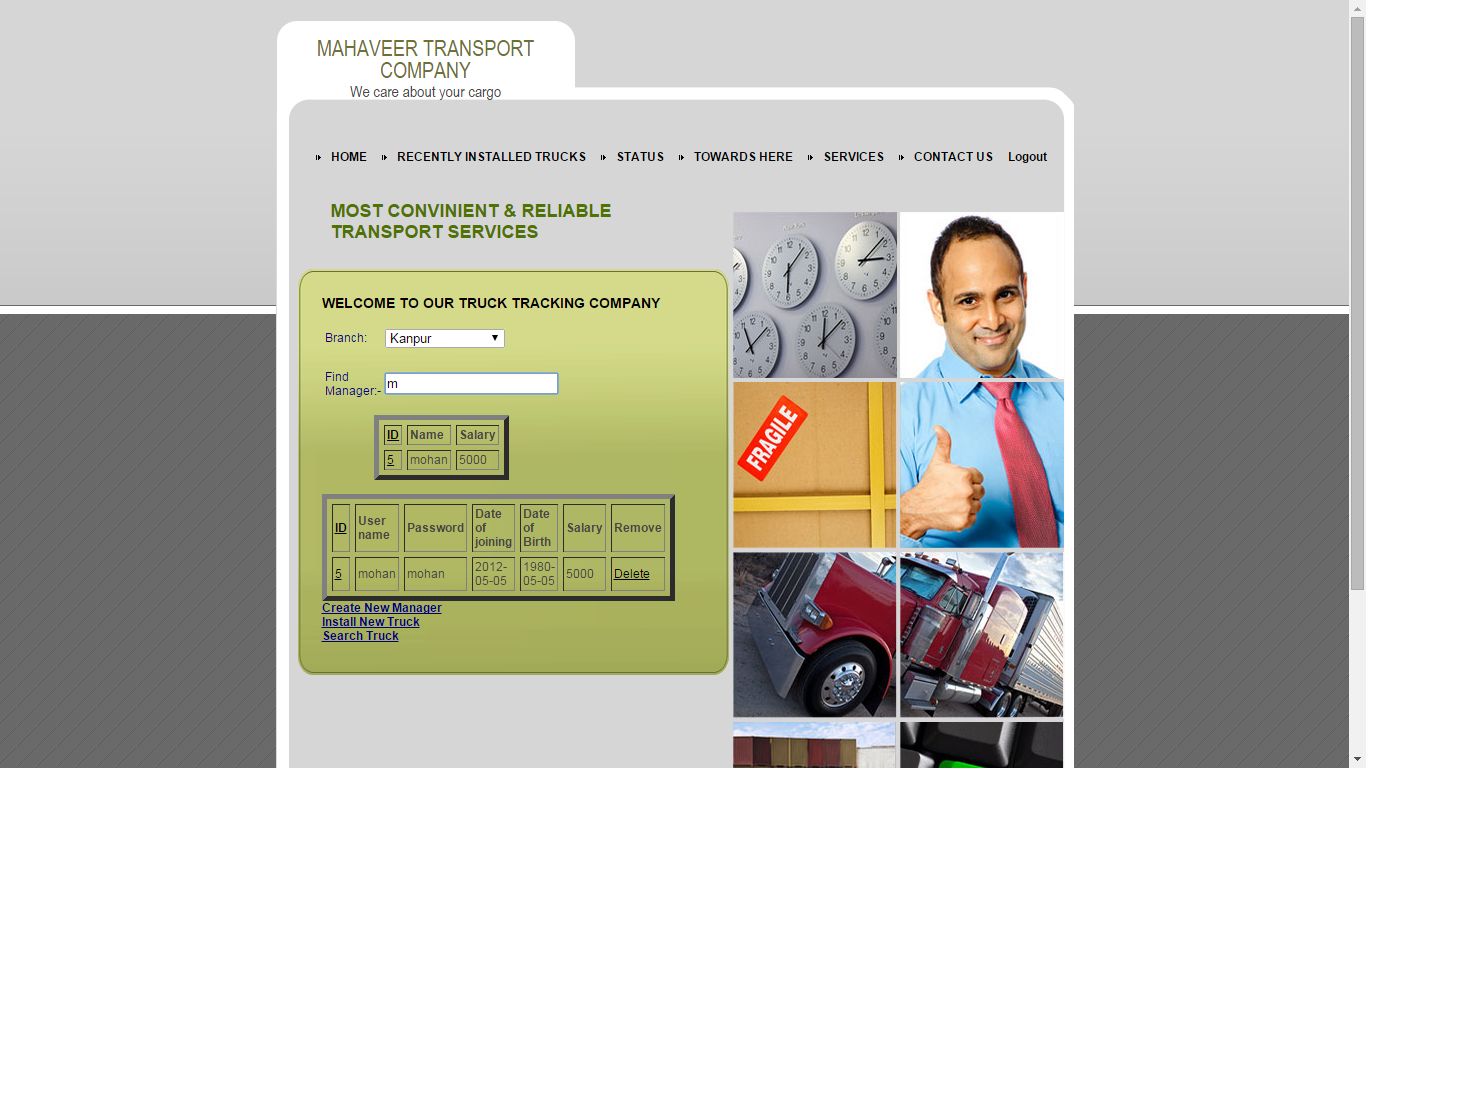 MAHAVEER TRANSPORT
COMPANY
We care about your cargo
HOME RECENTLY INSTALLED TRUCKS STATUS TOWARDS HERE SERVICES CONTACT US Logout
MOST CONVINIENT & RELIABLE
TRANSPORT SERVICES
WELCOME TO OUR TRUCK TRACKING COMPANY
Branch: Kanpur
Find
Manager:- m
ID Name Salary
5 mohan 5000
ID User name Password Date of joining Date of Birth Salary Remove
5 mohan mohan 2012-05-05 1980-05-05 5000 Delete
Create New Manager
Install New Truck
Search Truck
FRAGILE